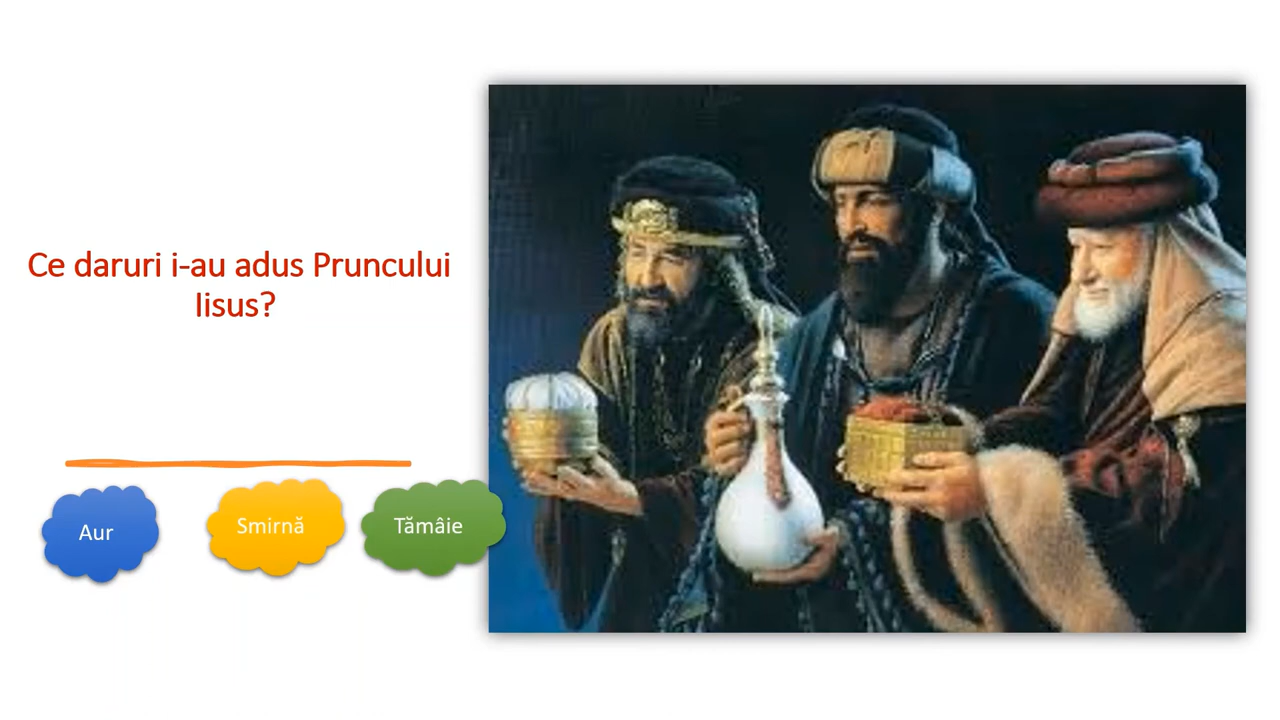 Ce daruri i-au adus Pruncului
Iisus?
Aur
Smirnă
Tămâie